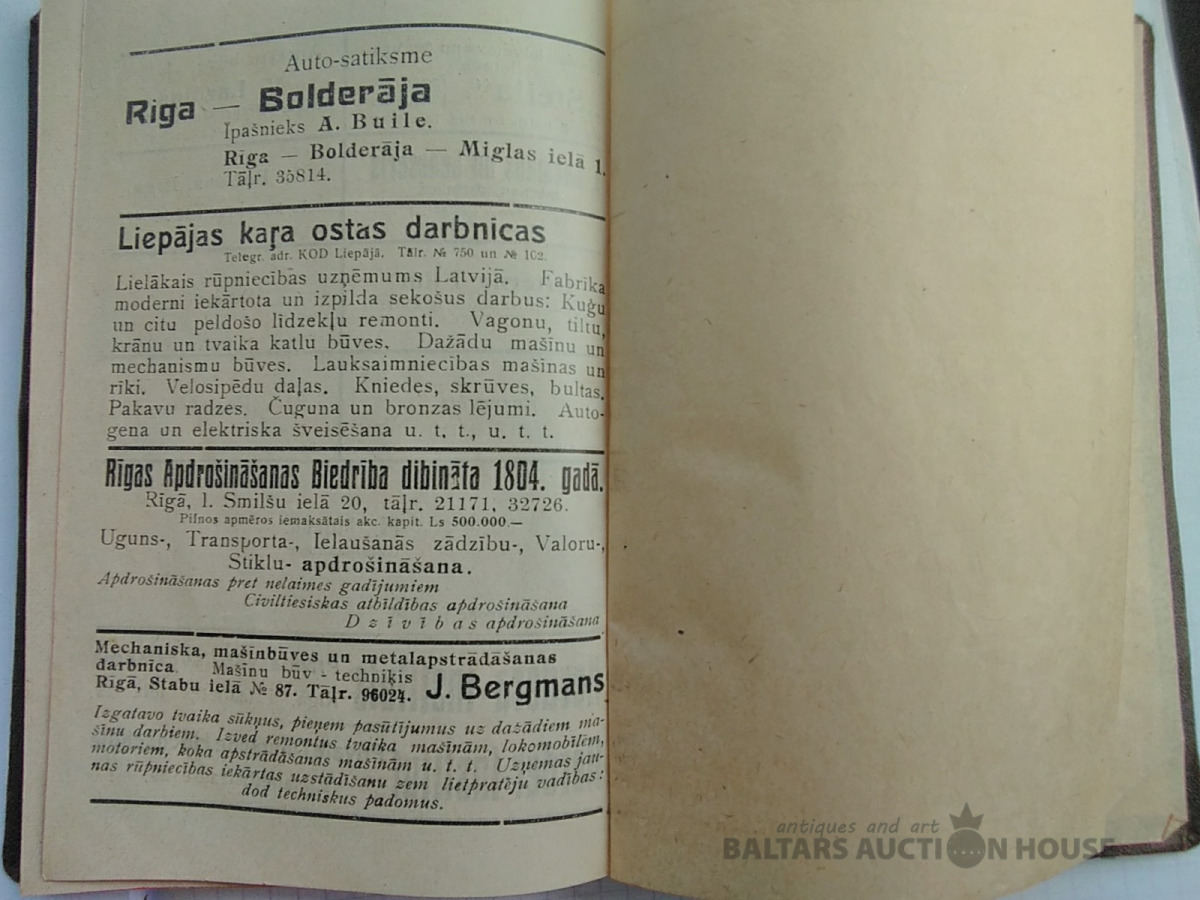 Auto-satiksme
Riga — Bolderāja
Īpašnieks A. Buile.
Rīga — Bolderāja — Miglas ielā 1.
Tāļr. 35814.
Liepājas kaŗa ostas darbnīcas
Telegr. adr. KOD Liepājā. Tālr. № 750 un № 102.
Lielākais rūpniecības uzņēmums Latvijā. Fabrika
moderni iekārtota un izpilda sekošus darbus: Kuģu
un citu peldošo līdzekļu remonti. Vagonu, tiltu,
krānu un tvaika katlu būves. Dažādu mašīnu un
mechanismu būves. Lauksaimniecības mašinas un
rīki. Velosipēdu daļas. Kniedes, skrūves, bultas.
Pakavu radzes. Čuguna un bronzas lējumi. Auto-
gena un elektriska šveisēšana u. t. t., u. t. t.
Rīgas Apdrošināšanas Biedrība dibināta 1804. gadā.
Rīgā, l. Smilšu ielā 20, tāļr. 21171, 32726.
Pilnos apmēros iemaksātais akc. kapit. Ls 500.000.—
Uguns-, Transporta-, Ielaušanās zādzību-, Valoru-,
Stiklu- apdrošināšana.
Apdrošināšanas pret nelaimes gadījumiem
Civiltiesiskas atbildības apdrošināšana
Dzīvības apdrošināšana
Mechaniska, mašīnbūves un metalapstrādāšanas
darbnīca Mašīnu būv-techniķis
Rīgā, Stabu ielā № 87. Tāļr. 96024. J. Bergmans
Izgatavo tvaika sūkņus, pieņem pasūtījumus uz dažādiem ma-
šīnu darbiem. Izved remontus tvaika mašīnām, lokomobilēm,
motoriem, koka apstrādāšanas mašīnām u. t. t. Uzņemas jau-
nas rūpniecības iekārtas uzstādīšanu zem lietpratēju vadības:
dod techniskus padomus.
antiques and art
BALTARS AUCTION HOUSE